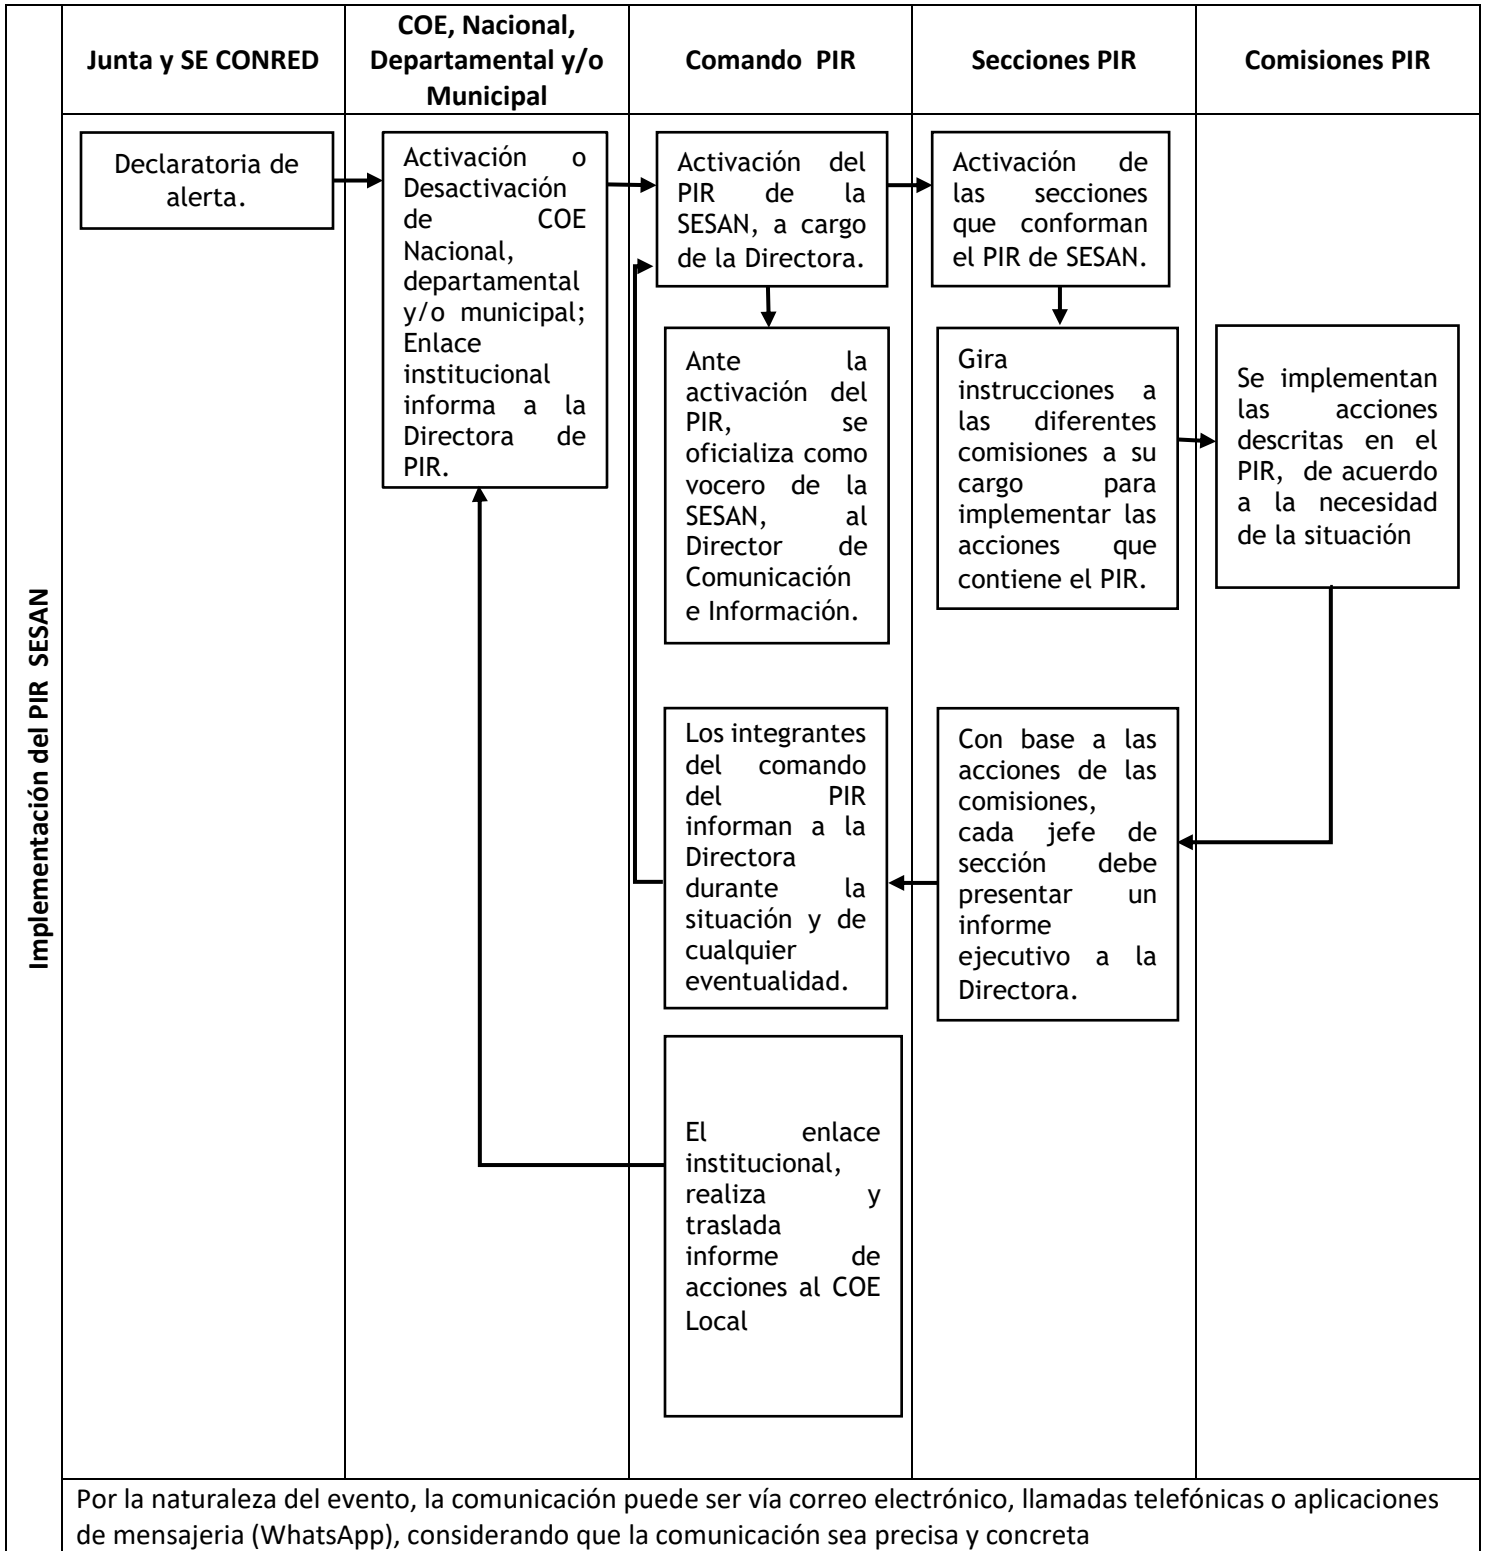 Junta y SE CONRED
COE, Nacional,
Departamental y/o
Municipal
Comando PIR
Secciones PIR
Comisiones PIR
Implementación del PIR SESAN
Declaratoria de
alerta.
Activación o
Desactivación
de COE
Nacional,
departamental
y/o municipal;
Enlace
institucional
informa a la
Directora de
PIR.
Activación del
PIR de la
SESAN, a cargo
de la Directora.
Activación de
las secciones
que conforman
el PIR de SESAN.
Ante la
activación del
PIR, se
oficializa como
vocero de la
SESAN, al
Director de
Comunicación
e Información.
Gira
instrucciones a
las diferentes
comisiones a su
cargo para
implementar las
acciones que
contiene el PIR.
Se implementan
las acciones
descritas en el
PIR, de acuerdo
a la necesidad
de la situación
Los integrantes
del comando
del PIR
informan a la
Directora
durante la
situación y de
cualquier
eventualidad.
Con base a las
acciones de las
comisiones,
cada jefe de
sección debe
presentar un
informe
ejecutivo a la
Directora.
El enlace
institucional,
realiza y
traslada
informe de
acciones al COE
Local
Por la naturaleza del evento, la comunicación puede ser vía correo electrónico, llamadas telefónicas o aplicaciones
de mensajeria (WhatsApp), considerando que la comunicación sea precisa y concreta